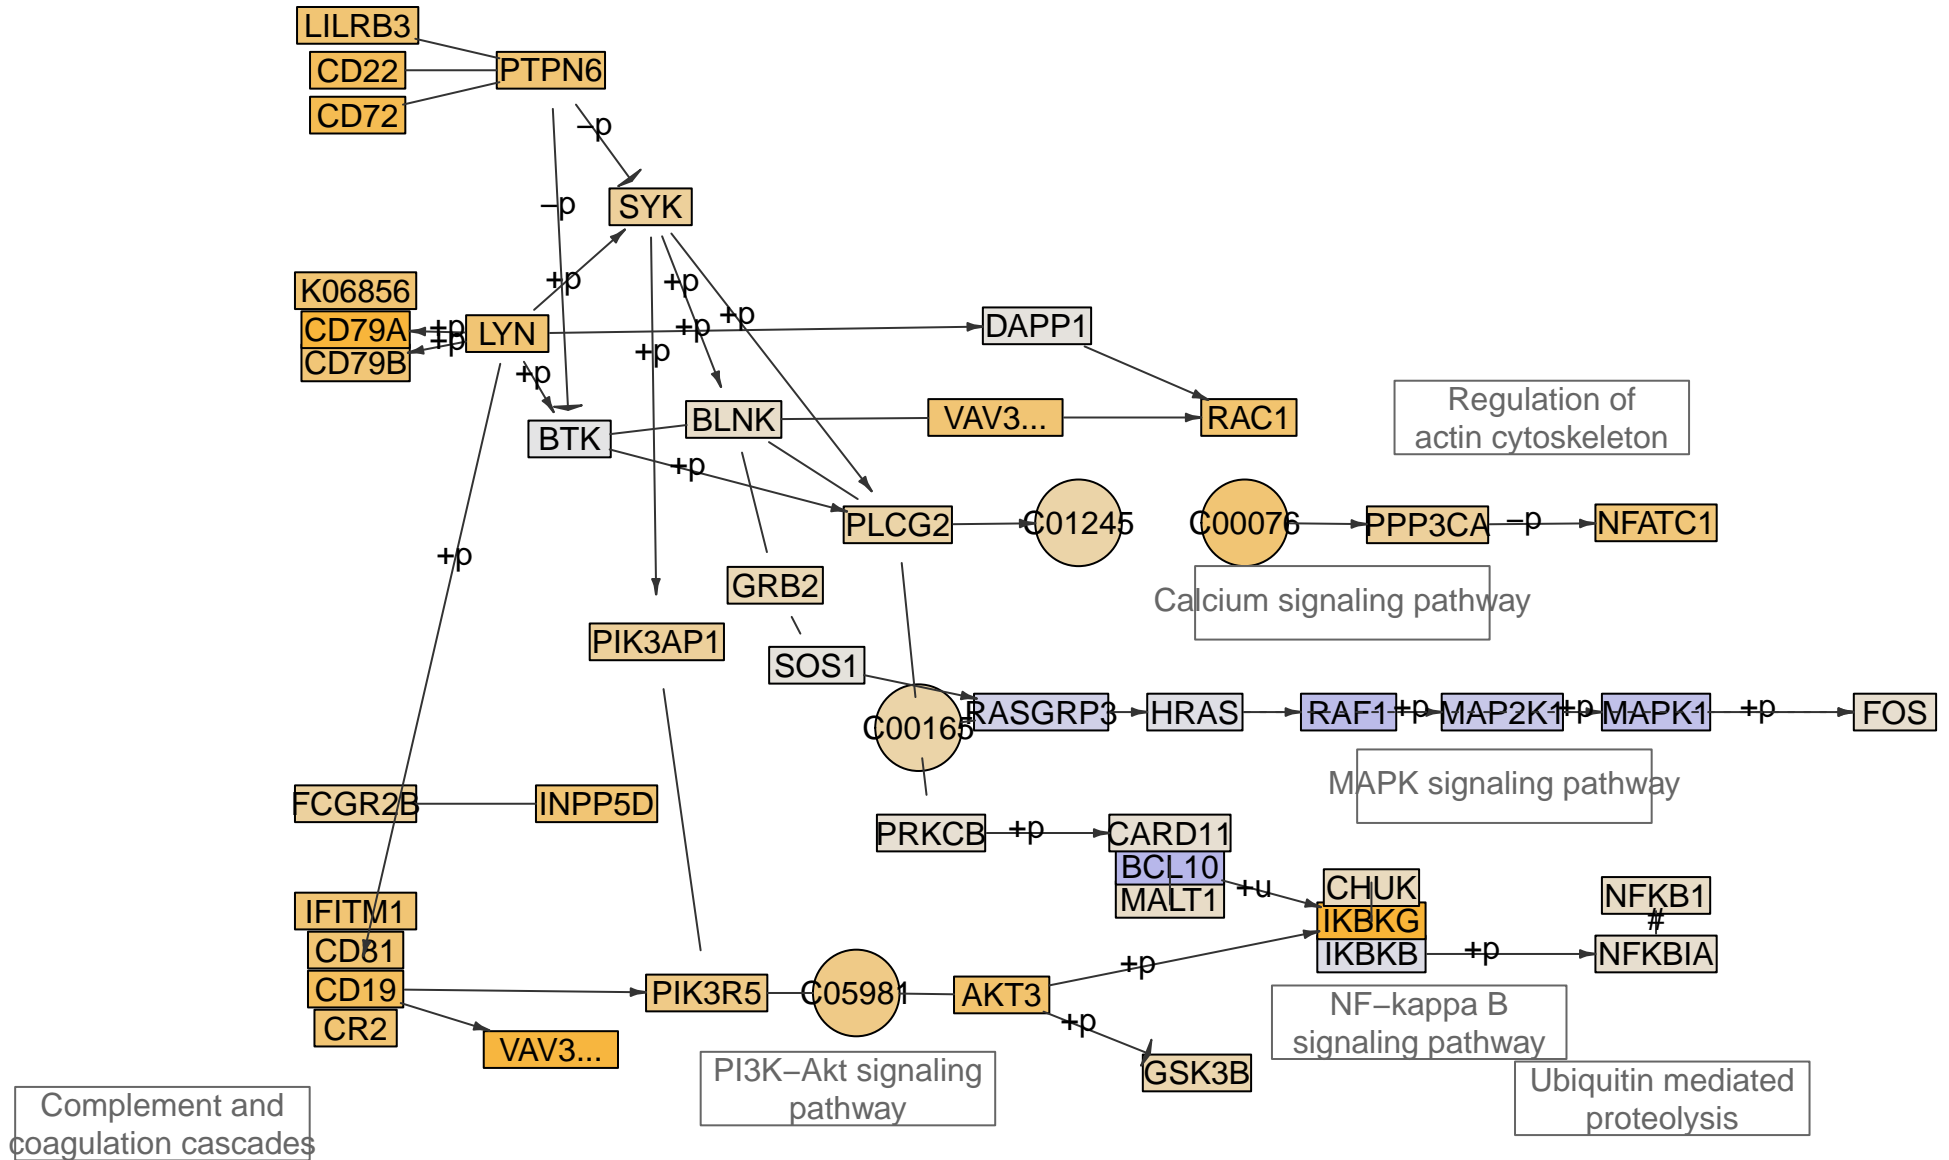 LILRB3
CD22
PTPN6
CD72
–p
SYK
–p
+p
+p
K06856
CD79A
+p
LYN
+p
+p
DAPP1
CD79B
+p
+p
+p
Regulation of
actin cytoskeleton
BTK
BLNK
VAV3...
RAC1
+p
PLCG2
C01245
C00076
PPP3CA
–p
NFATC1
+p
GRB2
Calcium signaling pathway
PIK3AP1
SOS1
C00165
RASGRP3
HRAS
RAF1
+p
MAP2K1
+p
MAPK1
+p
FOS
MAPK signaling pathway
FCGR2B
INPP5D
PRKCB
+p
CARD11
BCL10
MALT1
+u
CHUK
IKBKG
IKBKB
+p
NFKB1
#
NFKBIA
IFITM1
CD81
CD19
CR2
VAV3...
PIK3R5
C05981
AKT3
+p
+p
GSK3B
NF–kappa B
signaling pathway
PI3K–Akt signaling
pathway
Ubiquitin mediated
proteolysis
Complement and
coagulation cascades